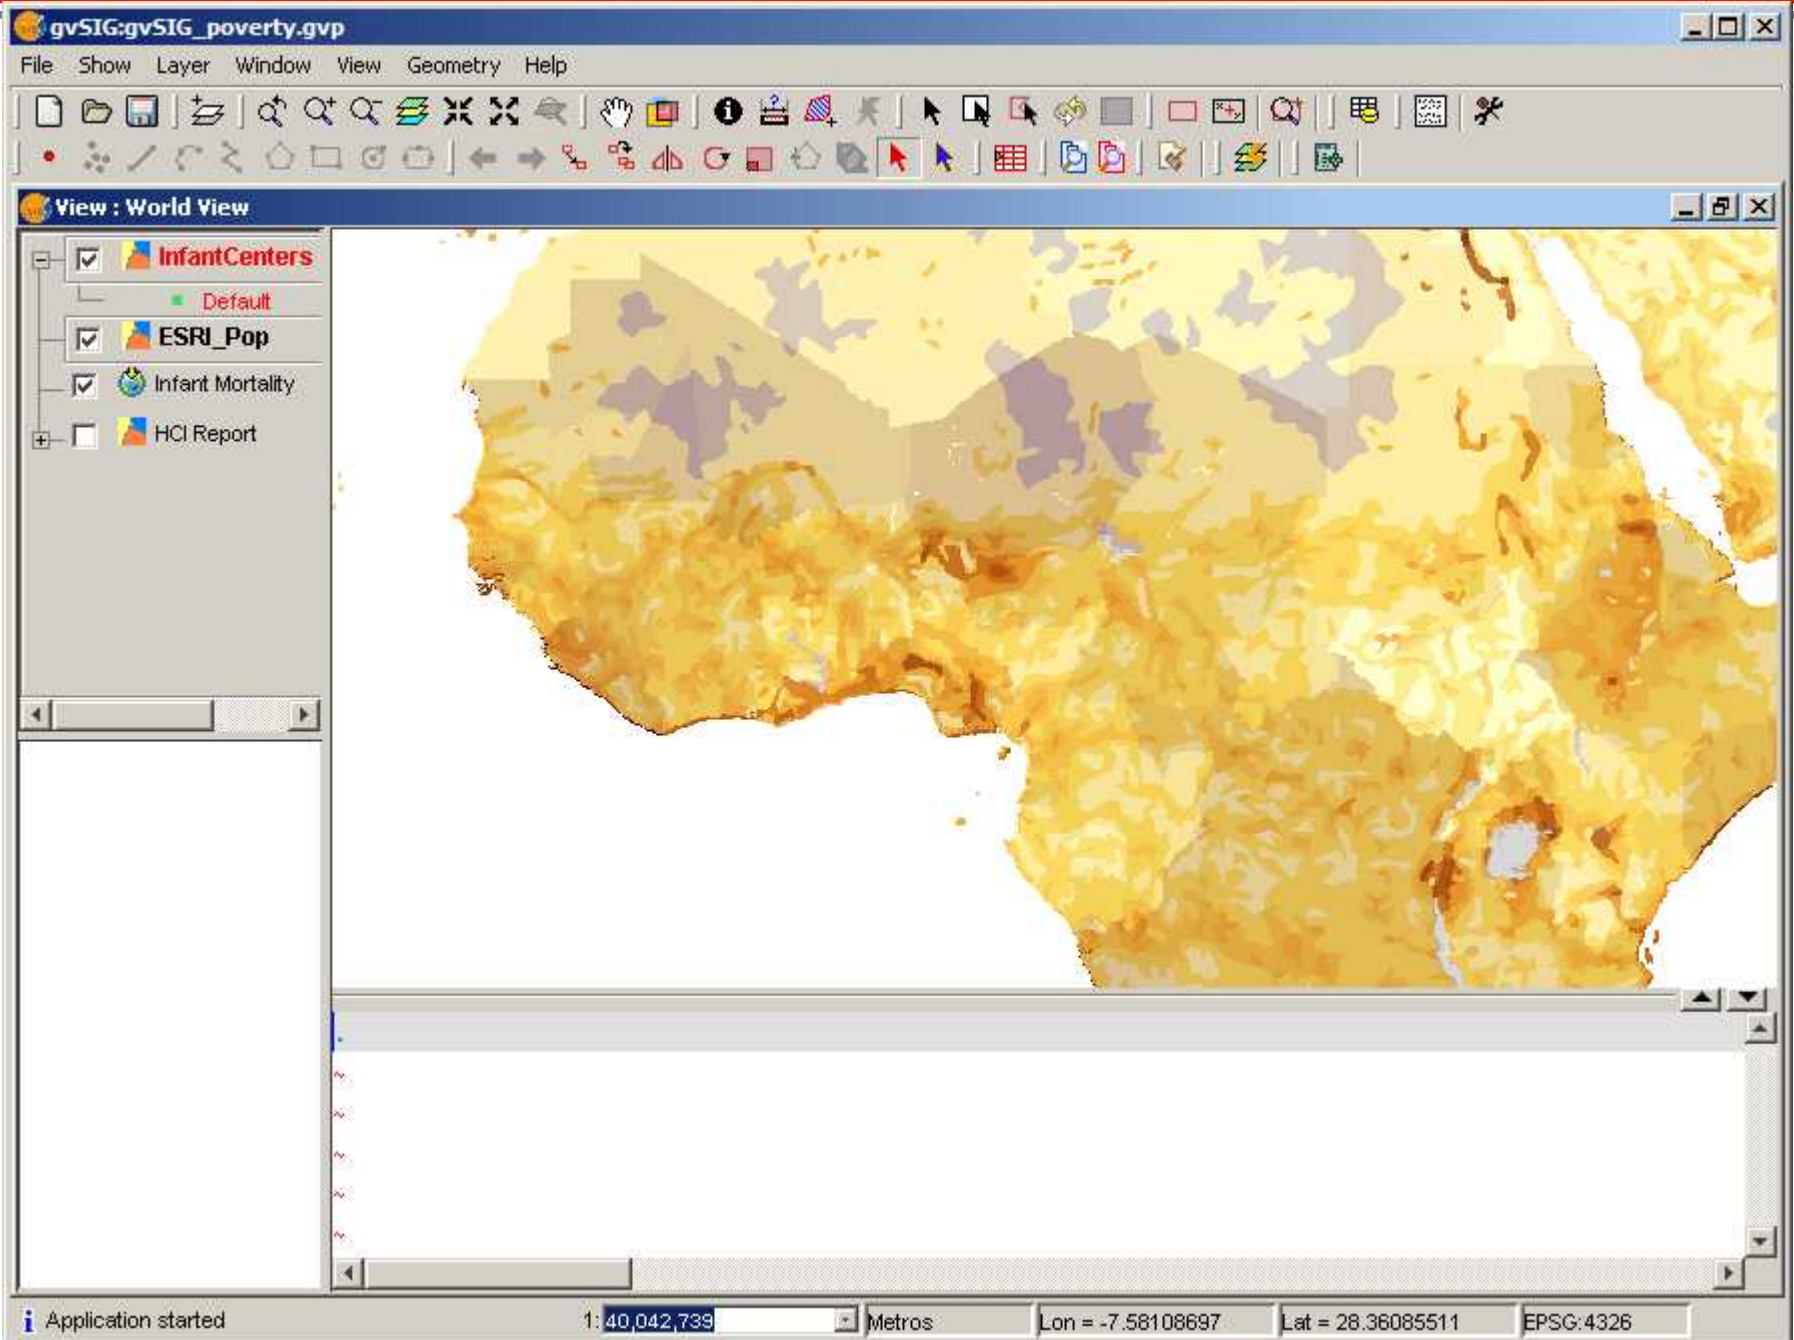 gvSIG:gvSIG_poverty.gvp
File Show Layer Window View Geometry Help
View : World View
InfantCenters
Default
ESRI_Pop
Infant Mortality
HCI Report
Application started 1: 40,042,739 Metros Lon = -7.58108697 Lat = 28.36085511 EPSG:4326